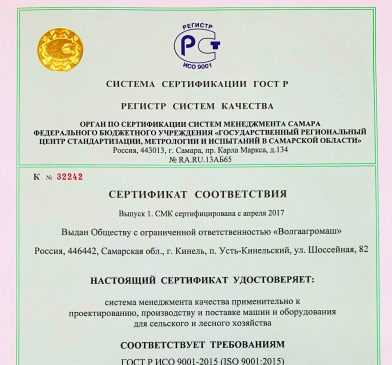 РЕГИСТР
РСТ
ИСО 9001
СИСТЕМА СЕРТИФИКАЦИИ ГОСТ Р
РЕГИСТР СИСТЕМ КАЧЕСТВА
ОРГАН ПО СЕРТИФИКАЦИИ СИСТЕМ МЕНЕДЖМЕНТА САМАРА
ФЕДЕРАЛЬНОГО БЮДЖЕТНОГО УЧРЕЖДЕНИЯ «ГОСУДАРСТВЕННЫЙ РЕГИОНАЛЬНЫЙ
ЦЕНТР СТАНДАРТИЗАЦИИ, МЕТРОЛОГИИ И ИСПЫТАНИЙ В САМАРСКОЙ ОБЛАСТИ»
Россия, 443013, г. Самара, пр. Карла Маркса, д.134
№ RA.RU.13АБ65
К № 32242
СЕРТИФИКАТ СООТВЕТСТВИЯ
Выпуск 1. СМК сертифицирована с апреля 2017
Выдан Обществу с ограниченной ответственностью «Волгаагромаш»
Россия, 446442, Самарская обл., г. Кинель, п. Усть-Кинельский, ул. Шоссейная, 82
НАСТОЯЩИЙ СЕРТИФИКАТ УДОСТОВЕРЯЕТ:
система менеджмента качества применительно к
проектированию, производству и поставке машин и оборудования
для сельского и лесного хозяйства
СООТВЕТСТВУЕТ ТРЕБОВАНИЯМ
ГОСТ Р ИСО 9001-2015 (ISO 9001:2015)